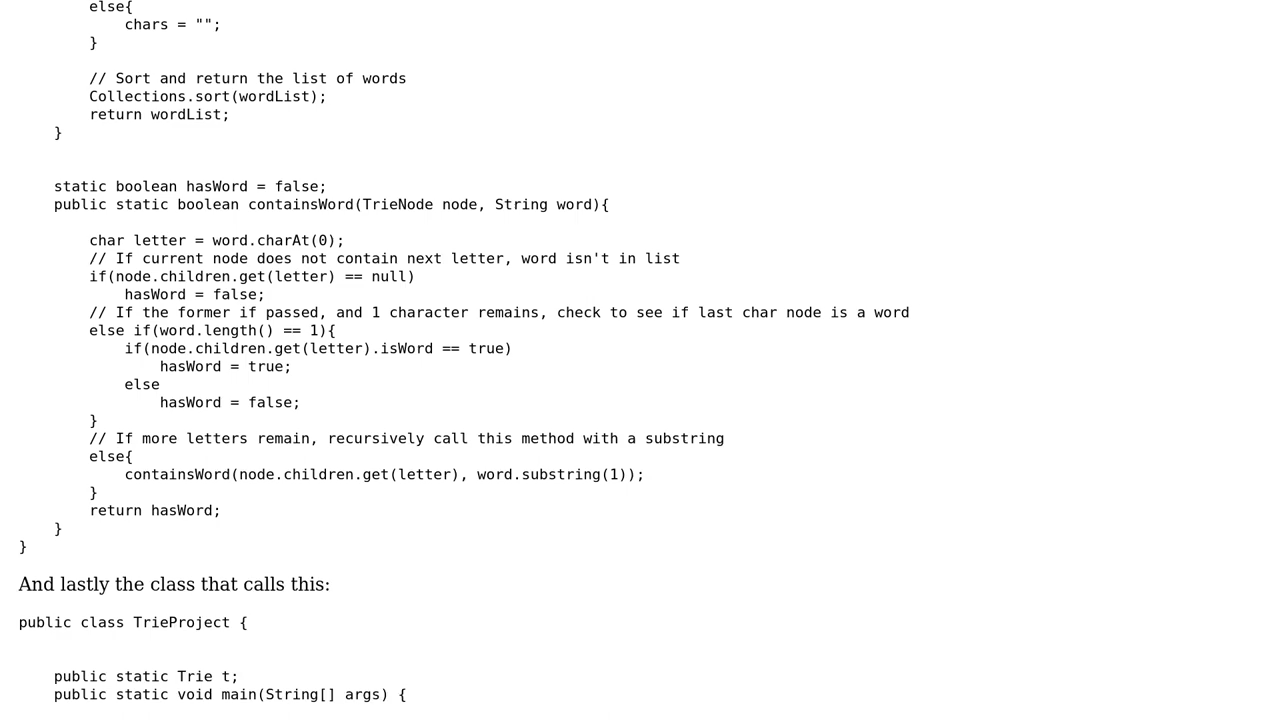 else{
            chars = "";
        }

        // Sort and return the list of words
        Collections.sort(wordList);
        return wordList;
    }


    static boolean hasWord = false;
    public static boolean containsWord(TrieNode node, String word){

        char letter = word.charAt(0);
        // If current node does not contain next letter, word isn't in list
        if(node.children.get(letter) == null)
            hasWord = false;
        // If the former if passed, and 1 character remains, check to see if last char node is a word
        else if(word.length() == 1){
            if(node.children.get(letter).isWord == true)
                hasWord = true;
            else
                hasWord = false;
        }
        // If more letters remain, recursively call this method with a substring
        else{
            containsWord(node.children.get(letter), word.substring(1));
        }
        return hasWord;
    }
}
And lastly the class that calls this:
public class TrieProject {


    public static Trie t;
    public static void main(String[] args) {